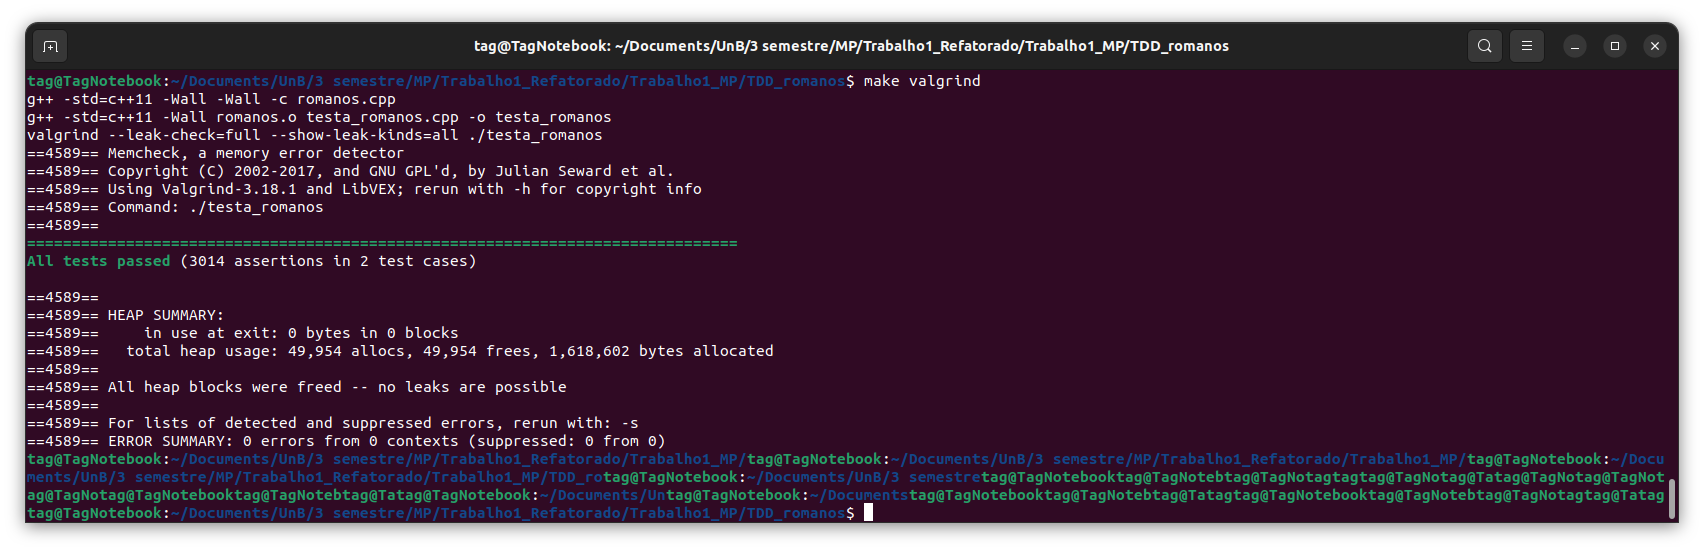 tag@TagNotebook: ~/Documents/UnB/3 semestre/MP/Trabalho1_Refatorado/Trabalho1_MP/TDD_romanos
tag@TagNotebook:~/Documents/UnB/3 semestre/MP/Trabalho1_Refatorado/Trabalho1_MP/TDD_romanos$ make valgrind
g++ -std=c++11 -Wall -Wall -c romanos.cpp
g++ -std=c++11 -Wall romanos.o testa_romanos.cpp -o testa_romanos
valgrind --leak-check=full --show-leak-kinds=all ./testa_romanos
==4589== Memcheck, a memory error detector
==4589== Copyright (C) 2002-2017, and GNU GPL'd, by Julian Seward et al.
==4589== Using Valgrind-3.18.1 and LibVEX; rerun with -h for copyright info
==4589== Command: ./testa_romanos
==4589==
===============================================================================
All tests passed (3014 assertions in 2 test cases)
==4589==
==4589== HEAP SUMMARY:
==4589==     in use at exit: 0 bytes in 0 blocks
==4589==   total heap usage: 49,954 allocs, 49,954 frees, 1,618,602 bytes allocated
==4589==
==4589== All heap blocks were freed -- no leaks are possible
==4589==
==4589== For lists of detected and suppressed errors, rerun with: -s
==4589== ERROR SUMMARY: 0 errors from 0 contexts (suppressed: 0 from 0)
tag@TagNotebook:~/Documents/UnB/3 semestre/MP/Trabalho1_Refatorado/Trabalho1_MP/tag@TagNotebook:~/Documents/UnB/3 semestre/MP/Trabalho1_Refatorado/Trabalho1_MP/tag@TagNotebook:~/Docu
ments/UnB/3 semestre/MP/Trabalho1_Refatorado/Trabalho1_MP/TDD_rotag@TagNotebook:~/Documents/UnB/3 semestretag@TagNotebooktag@TagNotebtag@TagNotagtagtag@TagNotag@Tatag@TagNotag@TagNot
ag@TagNotag@TagNotebooktag@TagNotebtag@Tatag@TagNotebook:~/Documents/Untag@TagNotebook:~/Documentstag@TagNotebooktag@TagNotebtag@Tatagtag@TagNotebooktag@TagNotebtag@TagNotagtag@Tatag
tag@TagNotebook:~/Documents/UnB/3 semestre/MP/Trabalho1_Refatorado/Trabalho1_MP/TDD_romanos$